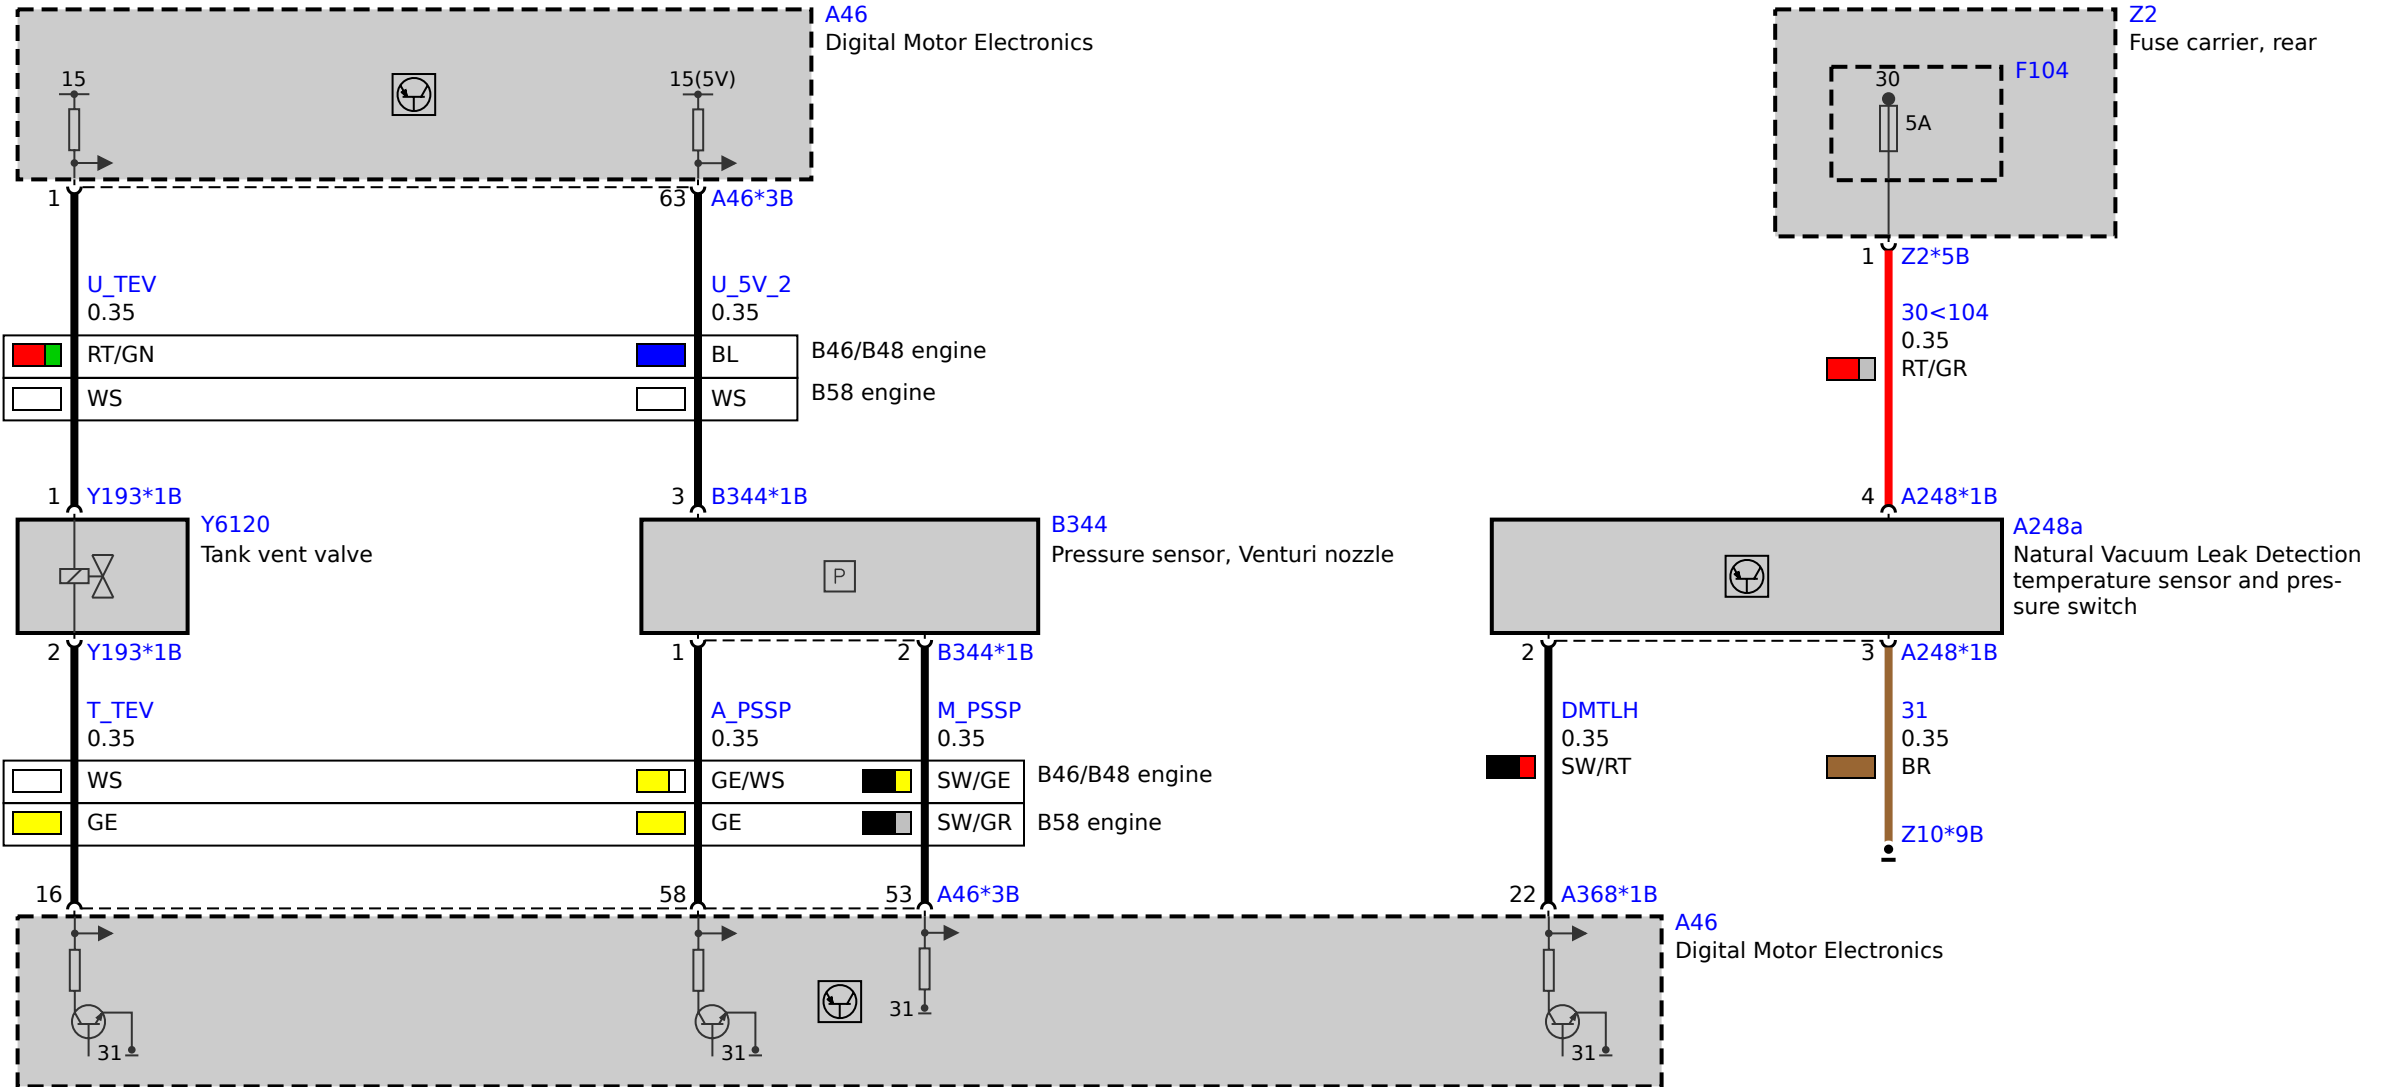 A46
Digital Motor Electronics
15
15(5V)
Z2
Fuse carrier, rear
F104
30
5A
1
63
A46*3B
1
Z2*5B
U_TEV
0.35
U_5V_2
0.35
30<104
0.35
RT/GR
RT/GN
BL
B46/B48 engine
WS
WS
B58 engine
1
Y193*1B
3
B344*1B
4
A248*1B
Y6120
Tank vent valve
B344
Pressure sensor, Venturi nozzle
P
A248a
Natural Vacuum Leak Detection
temperature sensor and pres-
sure switch
2
Y193*1B
1
2
B344*1B
2
3
A248*1B
T_TEV
0.35
A_PSSP
0.35
M_PSSP
0.35
DMTLH
0.35
SW/RT
31
0.35
BR
WS
GE/WS
SW/GE
B46/B48 engine
GE
GE
SW/GR
B58 engine
Z10*9B
16
58
53
A46*3B
22
A368*1B
A46
Digital Motor Electronics
31
31
31
31